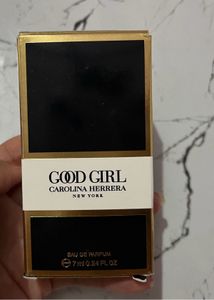 GOOD GIRL
CAROLINA HERRERA
NEW YORK
EAU DE PARFUM
7 ml 0.24 FL OZ